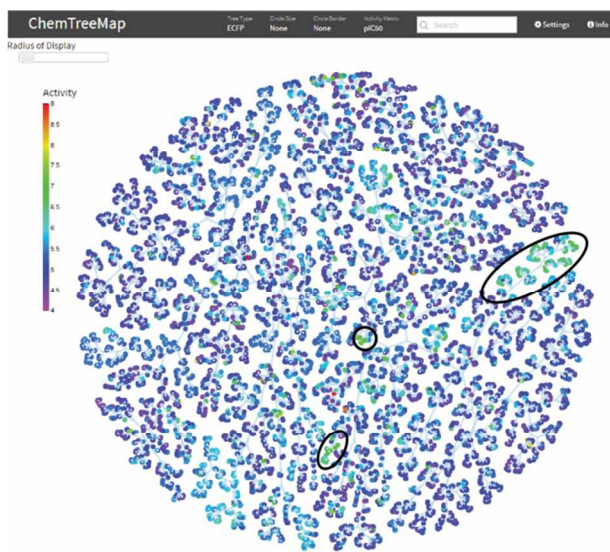 ChemTreeMap
Tree Type Circle Size Circle Border Activity Metric
ECFP None None pIC50
Search
Settings
Info
Radius of Display
Activity
9
8.5
8
7.5
7
6.5
6
5.5
5
4.5
4